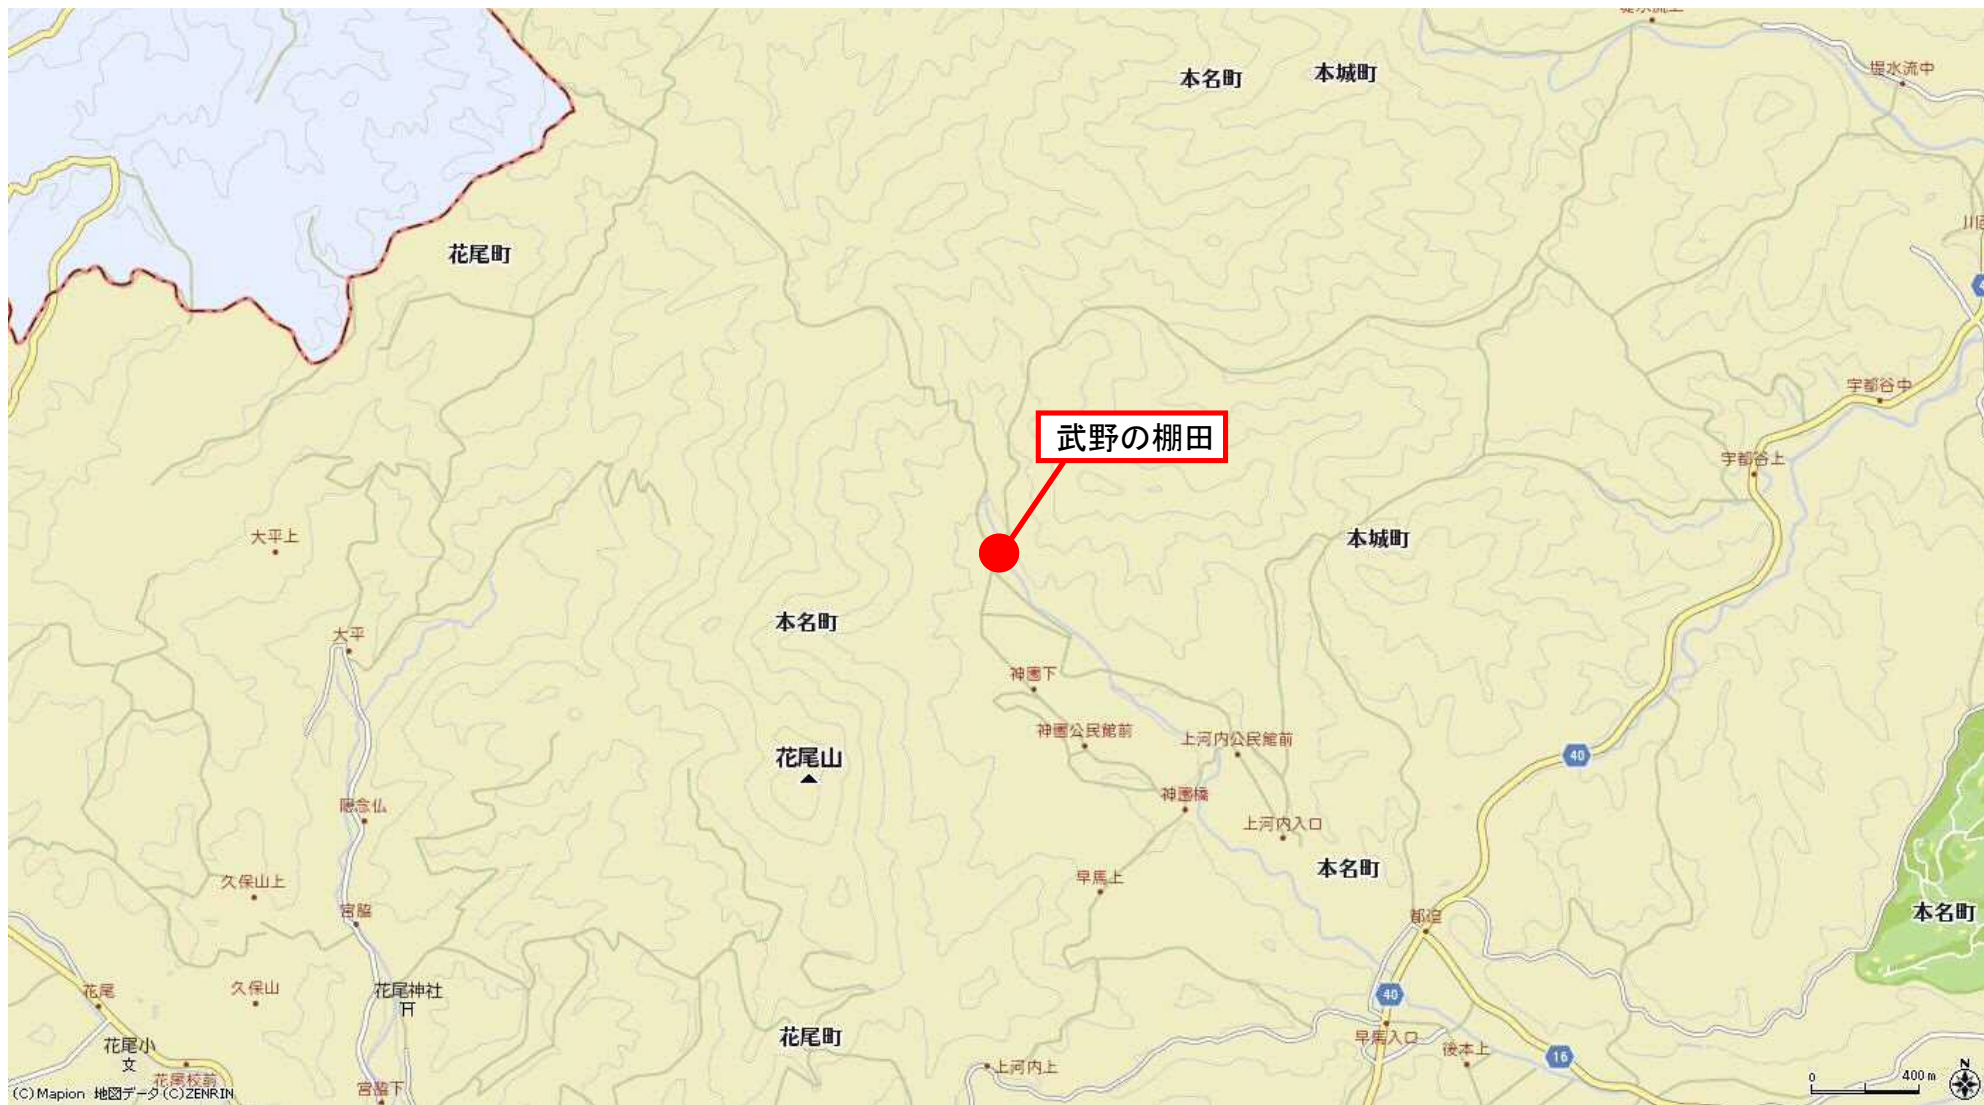 本名町
本城町
堤水流中
花尾町
宇都谷中
武野の棚田
宇都谷上
大平上
本城町
本名町
大平
神園下
神園公民館前
上河内公民館前
花尾山
40
神園橋
隠念仏
上河内入口
本名町
早馬上
久保山上
宮脇
都迫
本名町
花尾
久保山
花尾神社
40
早馬入口
花尾町
後本上
花尾小
文
16
上河内上
花尾校前
宮脇下
0 400m
N
(C)Mapion 地図データ(C)ZENRIN